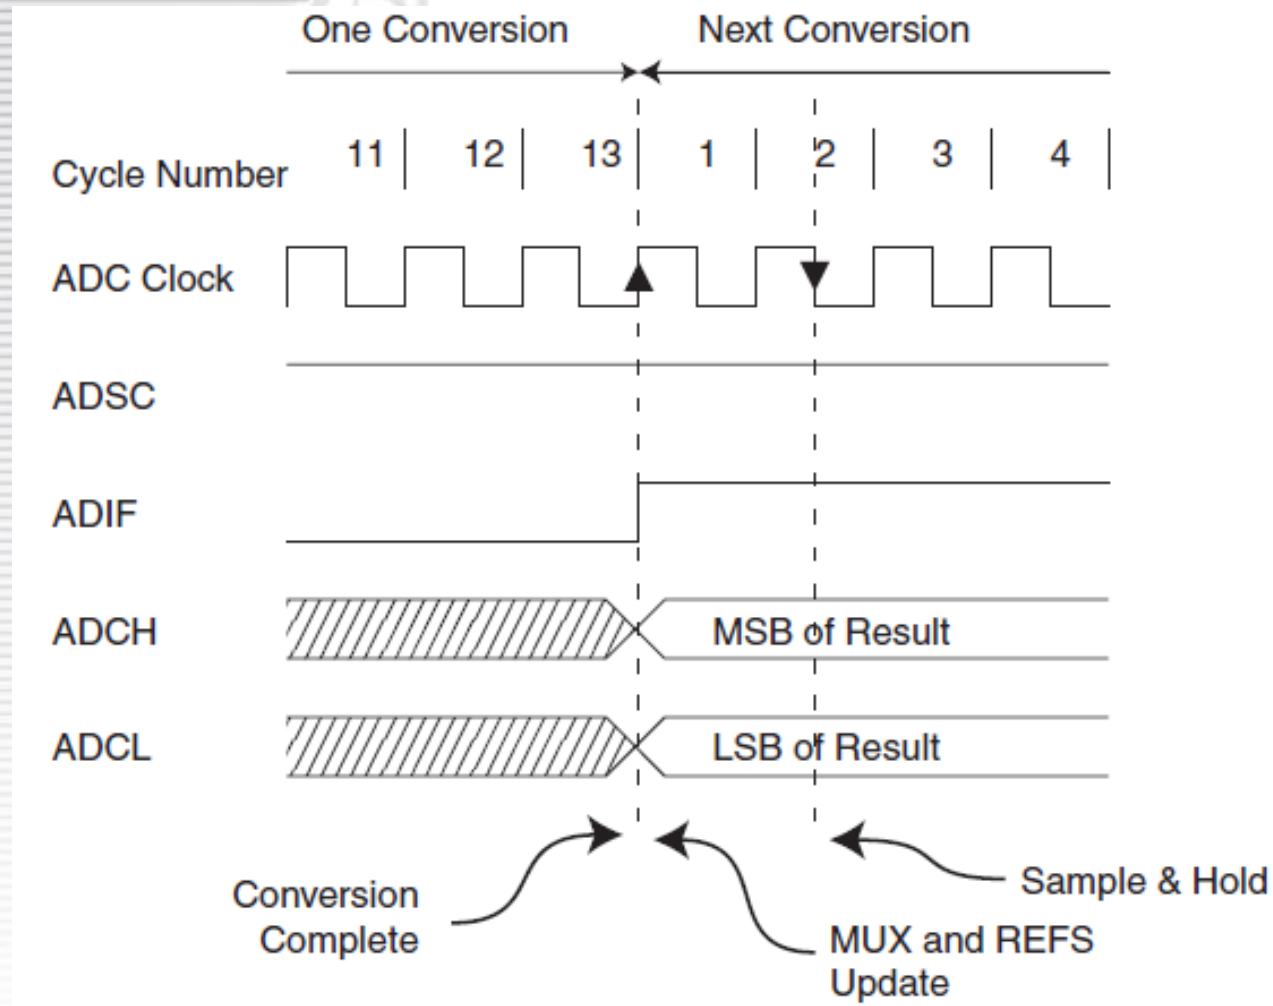 One Conversion
Next Conversion
Cycle Number
11
12
13
1
2
3
4
ADC Clock
ADSC
ADIF
ADCH
MSB of Result
ADCL
LSB of Result
Conversion
Complete
MUX and REFS
Update
Sample & Hold